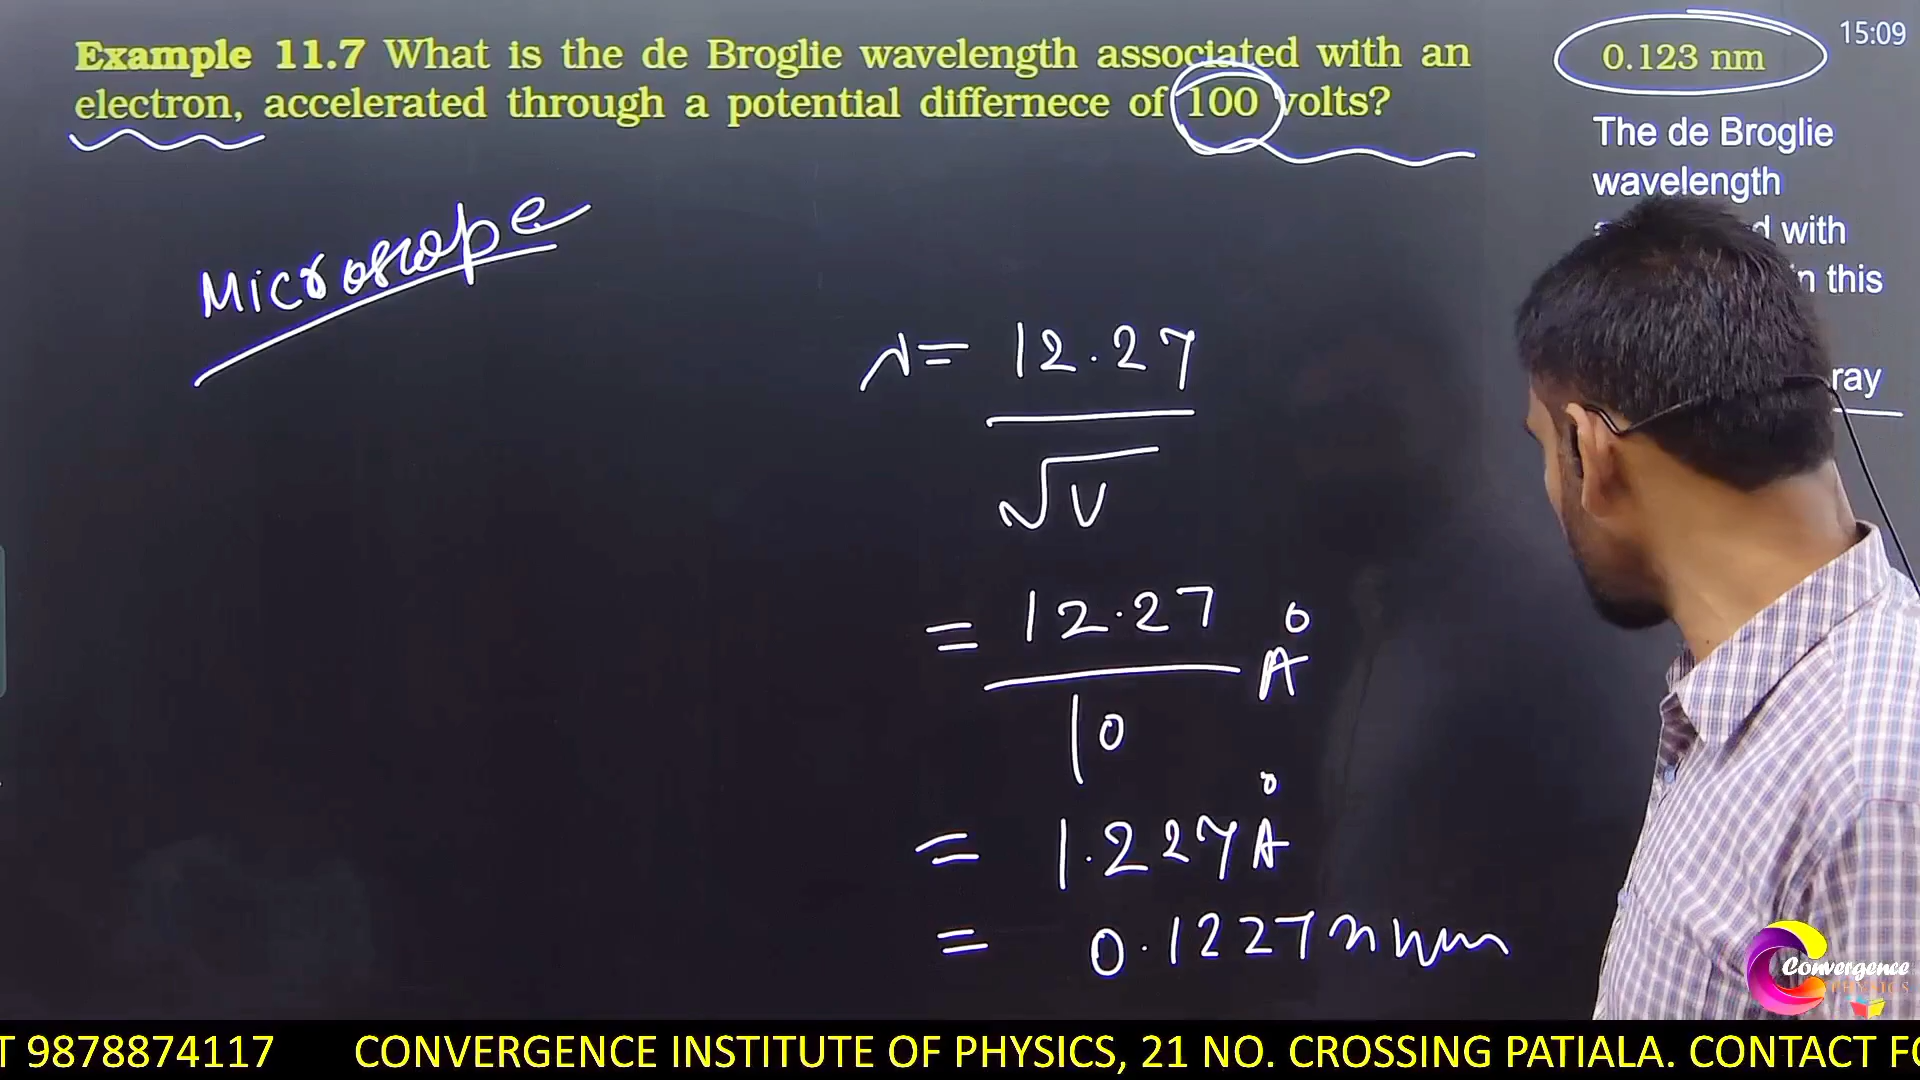 Example 11.7 What is the de Broglie wavelength associated with an
electron, accelerated through a potential differnece of 100 volts?
0.123 nm
15:09
The de Broglie
wavelength
with
this
ray
Microscope
λ = 12.27
√V
= 12.27 Å
10
= 1.227 Å
= 0.1227 nm
Convergence
PHYSICS
T 9878874117 CONVERGENCE INSTITUTE OF PHYSICS, 21 NO. CROSSING PATIALA. CONTACT